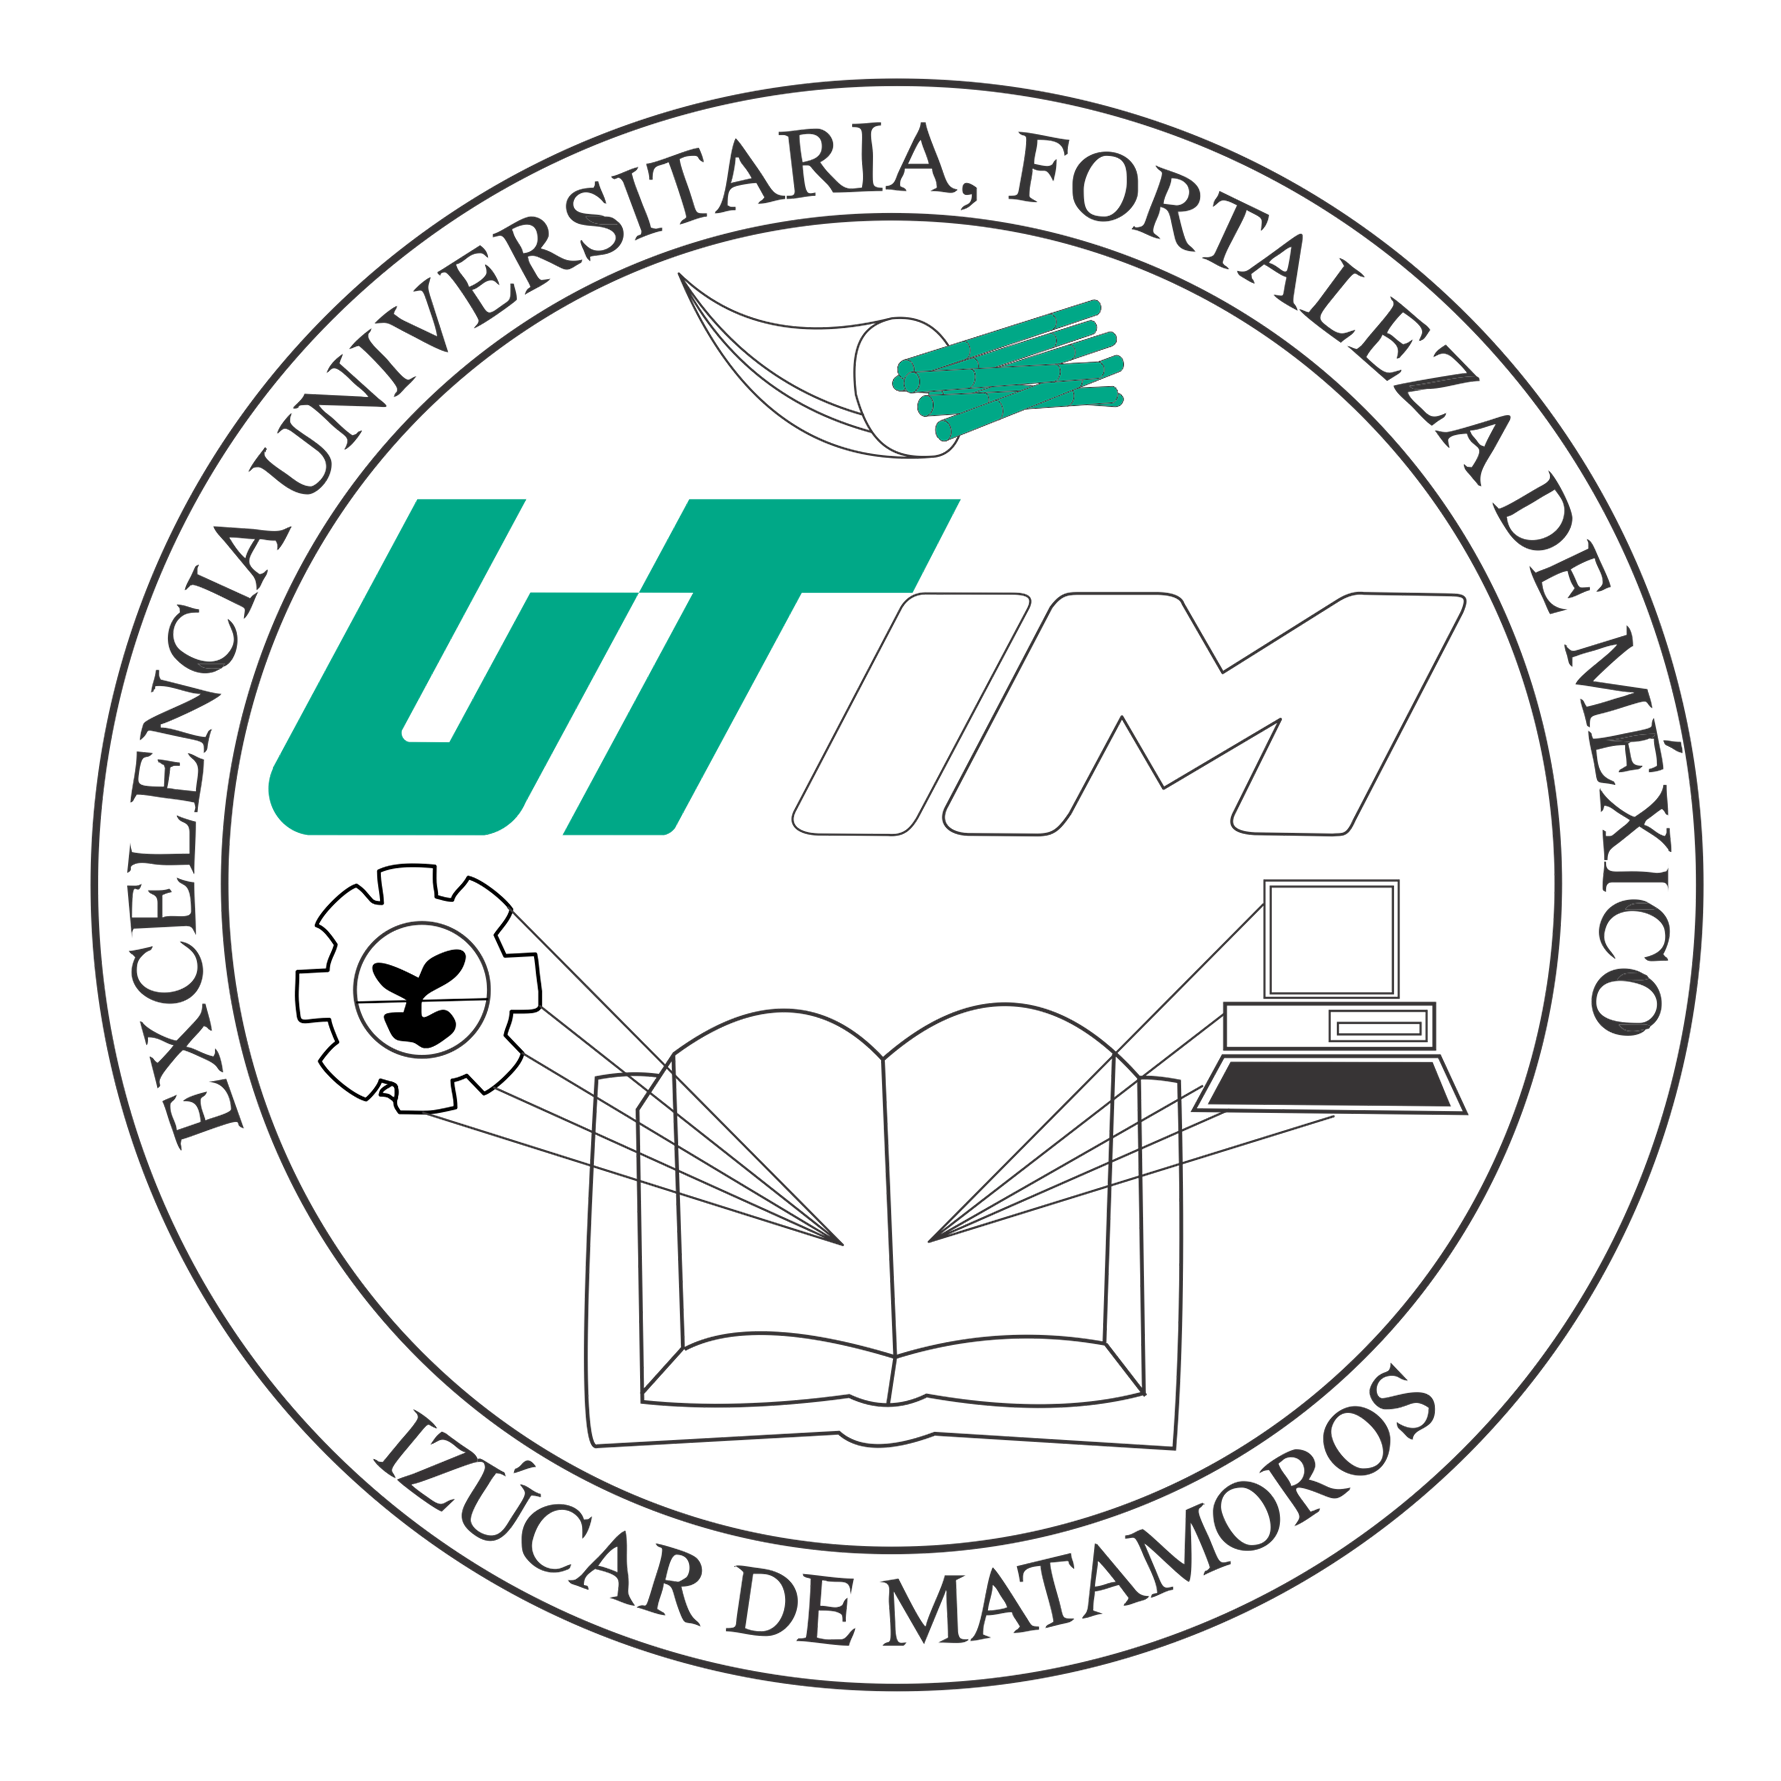 EXCELENCIA UNIVERSITARIA, FORTALEZA DE MÉXICO
UTIM
IZÚCAR DE MATAMOROS